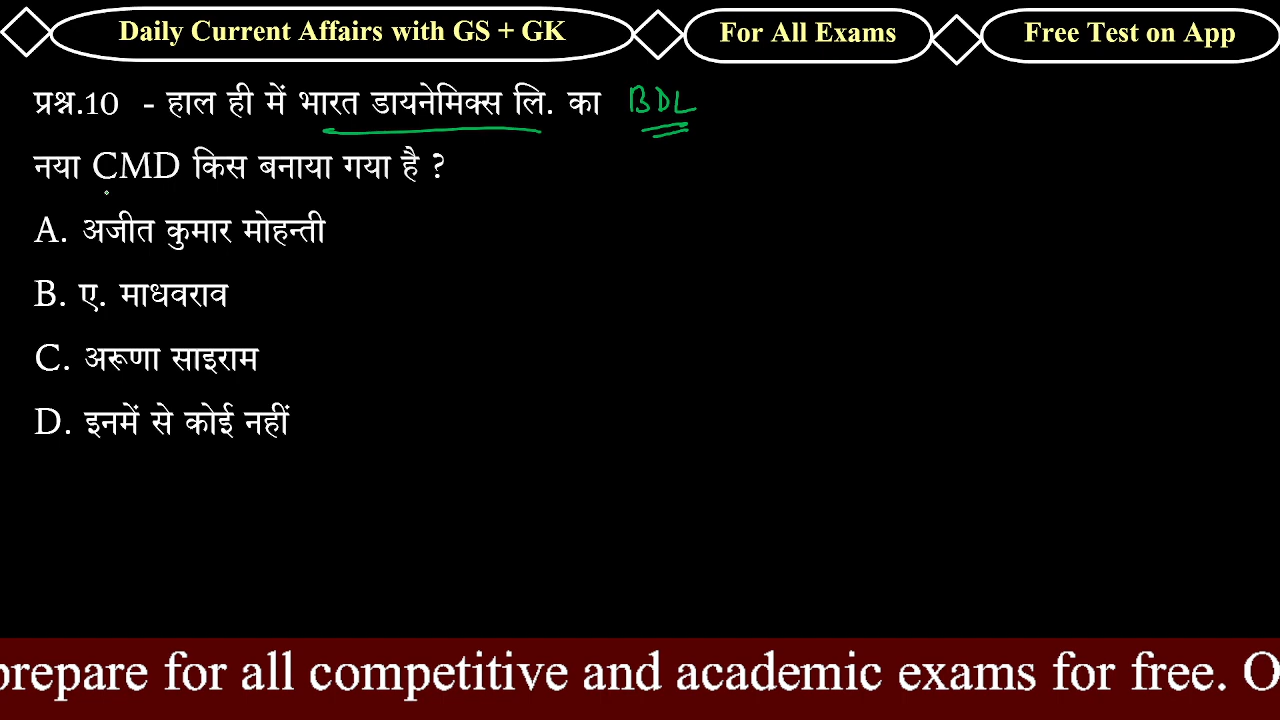 Daily Current Affairs with GS + GK
For All Exams
Free Test on App
प्रश्न.10 - हाल ही में भारत डायनेमिक्स लि. का BDL
नया CMD किस बनाया गया है ?
A. अजीत कुमार मोहन्ती
B. ए. माधवराव
C. अरूणा साइराम
D. इनमें से कोई नहीं
prepare for all competitive and academic exams for free. O